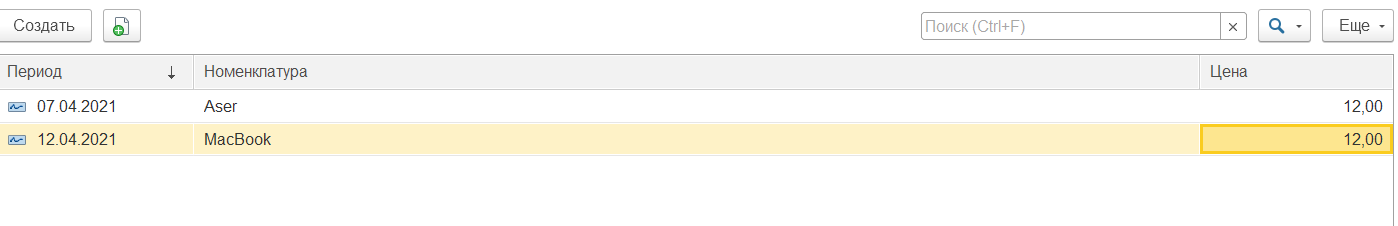 Создать Поиск (Ctrl+F) Еще
Период Номенклатура Цена
07.04.2021 Aser 12,00
12.04.2021 MacBook 12,00